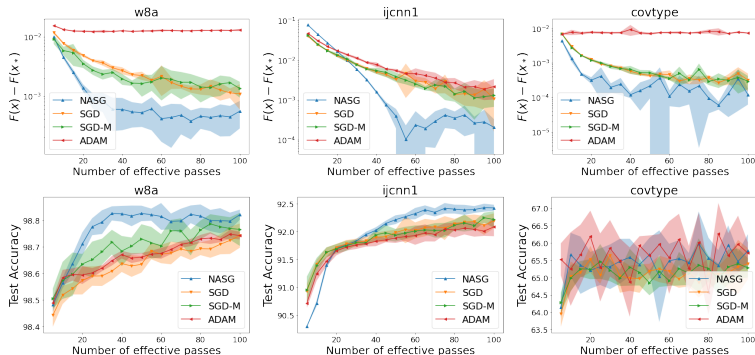 w8a
F(x) − F(x⋆)
10⁻²
10⁻³
NASG
SGD
SGD-M
ADAM
20 40 60 80 100
Number of effective passes
ijcnn1
F(x) − F(x⋆)
10⁻¹
10⁻²
10⁻³
10⁻⁴
NASG
SGD
SGD-M
ADAM
20 40 60 80 100
Number of effective passes
covtype
F(x) − F(x⋆)
10⁻²
10⁻³
10⁻⁴
10⁻⁵
NASG
SGD
SGD-M
ADAM
20 40 60 80 100
Number of effective passes
w8a
Test Accuracy
98.8
98.7
98.6
98.5
98.4
NASG
SGD
SGD-M
ADAM
20 40 60 80 100
Number of effective passes
ijcnn1
Test Accuracy
92.5
92.0
91.5
91.0
90.5
NASG
SGD
SGD-M
ADAM
20 40 60 80 100
Number of effective passes
covtype
Test Accuracy
67.0
66.5
66.0
65.5
65.0
64.5
64.0
63.5
NASG
SGD
SGD-M
ADAM
20 40 60 80 100
Number of effective passes